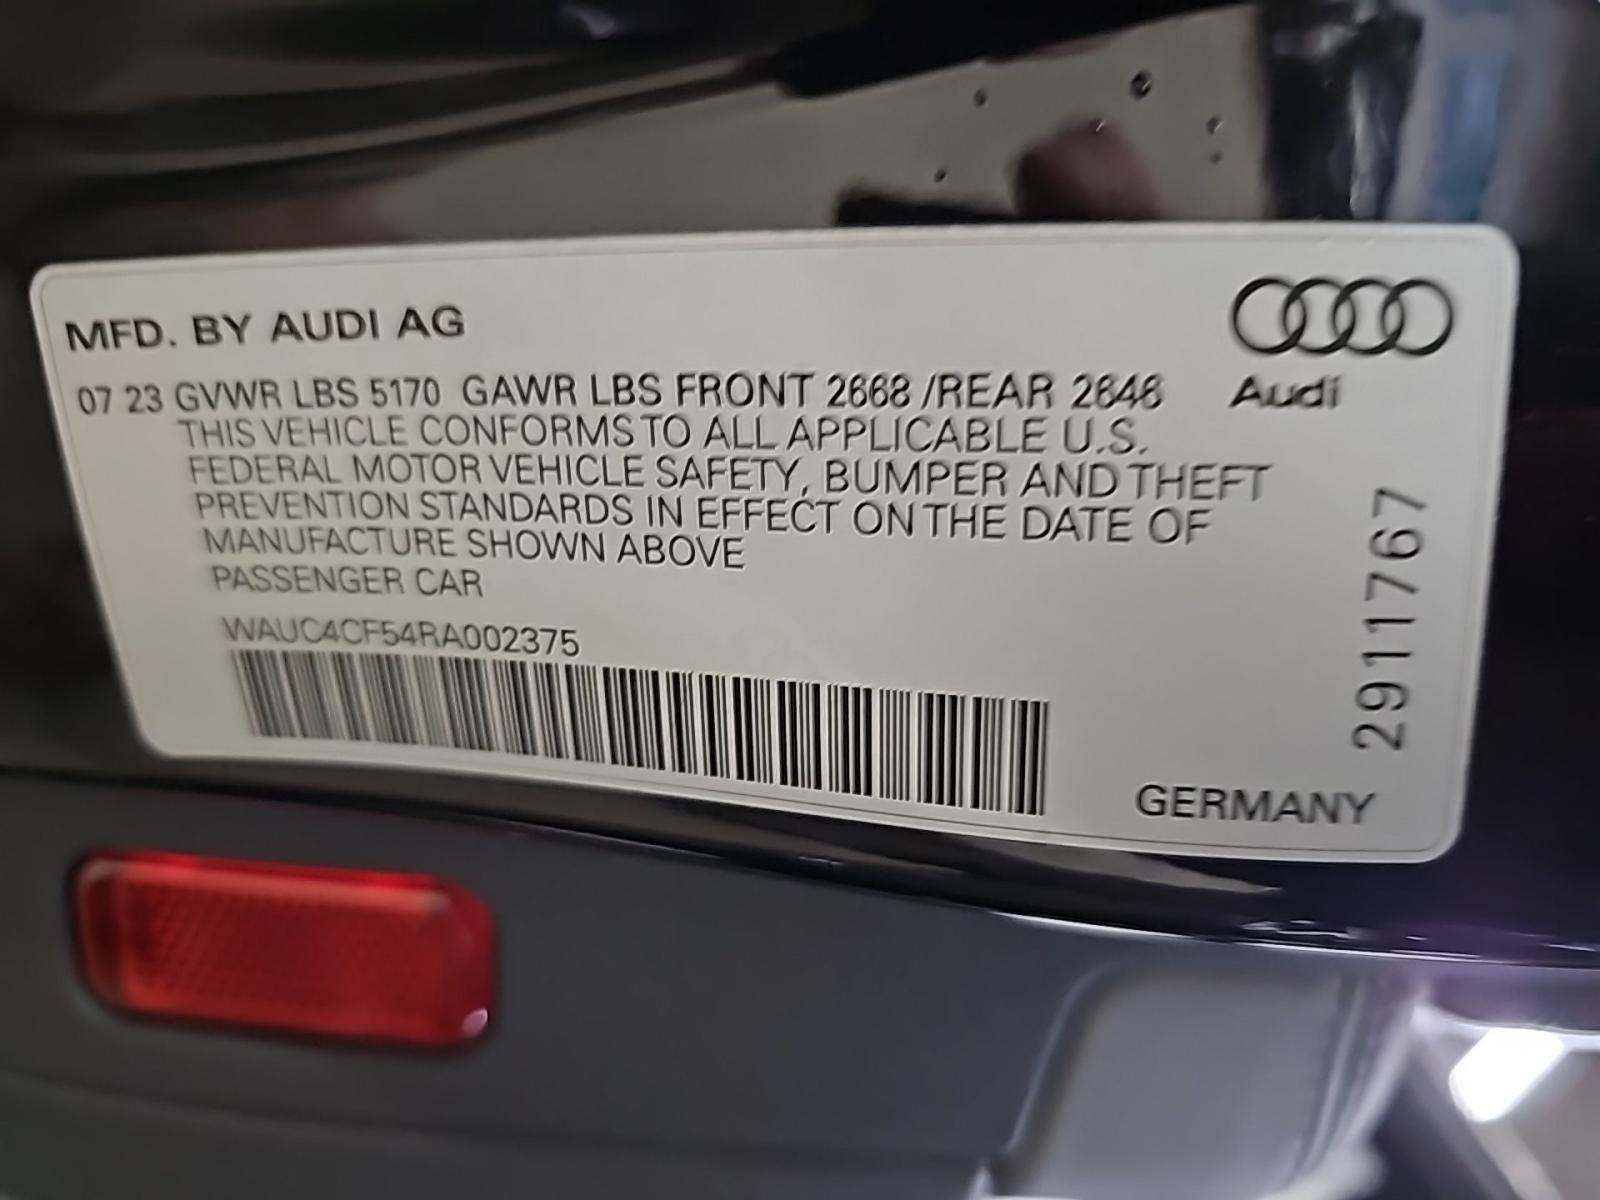 MFD. BY AUDI AG
07 23 GVWR LBS 5170 GAWR LBS FRONT 2668 /REAR 2646
Audi
THIS VEHICLE CONFORMS TO ALL APPLICABLE U.S.
FEDERAL MOTOR VEHICLE SAFETY, BUMPER AND THEFT
PREVENTION STANDARDS IN EFFECT ON THE DATE OF
MANUFACTURE SHOWN ABOVE
PASSENGER CAR
WAUC4CF54RA002375
2911767
GERMANY